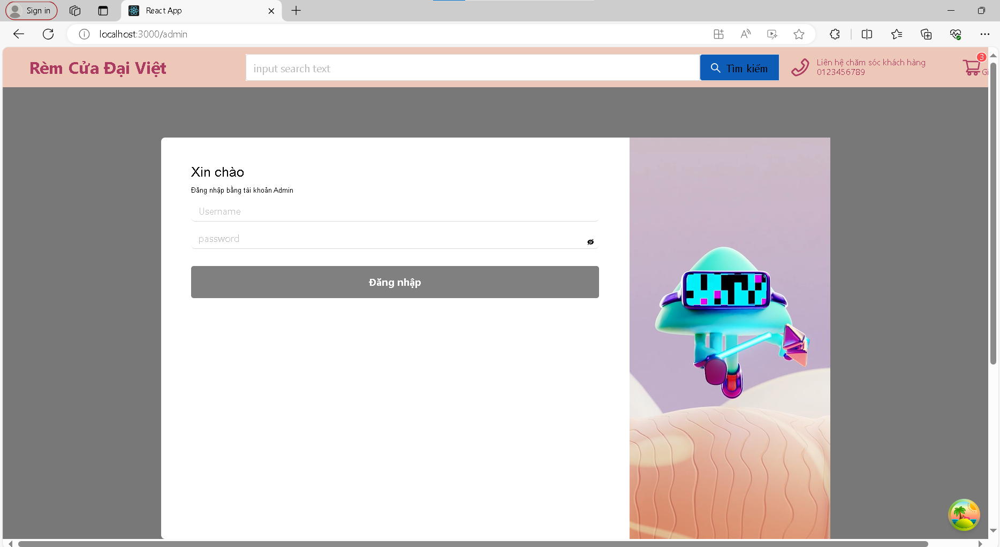 Sign in
React App
localhost:3000/admin
Rèm Cửa Đại Việt
input search text
Tìm kiếm
Liên hệ chăm sóc khách hàng
0123456789
3
Gi
Xin chào
Đăng nhập bằng tài khoản Admin
Username
password
Đăng nhập